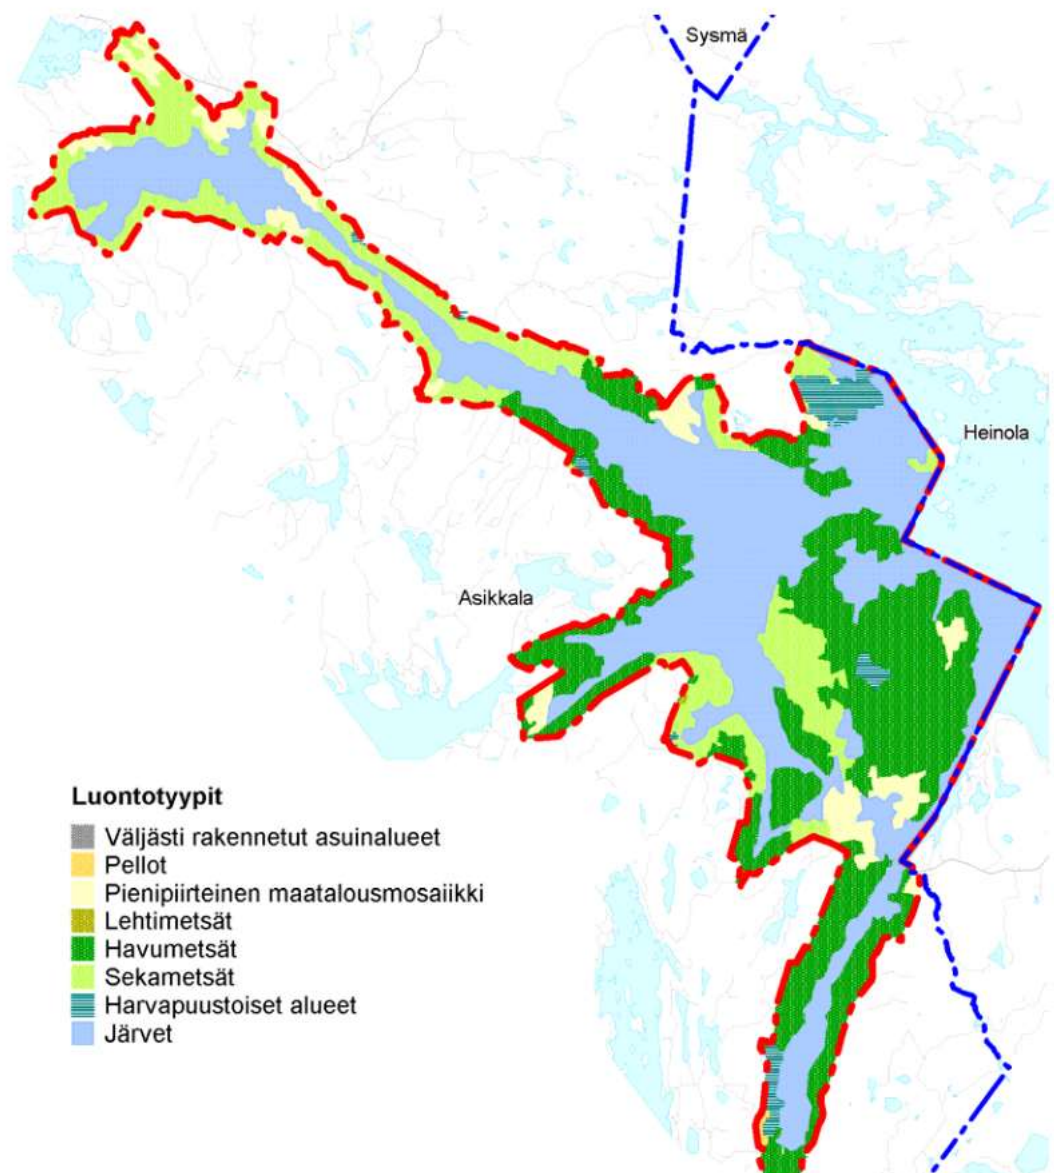 Sysmä
Heinola
Asikkala
Luontotyypit
Väljästi rakennetut asuinalueet
Pellot
Pienipiirteinen maatalousmosaiikki
Lehtimetsät
Havumetsät
Sekametsät
Harvapuustoiset alueet
Järvet